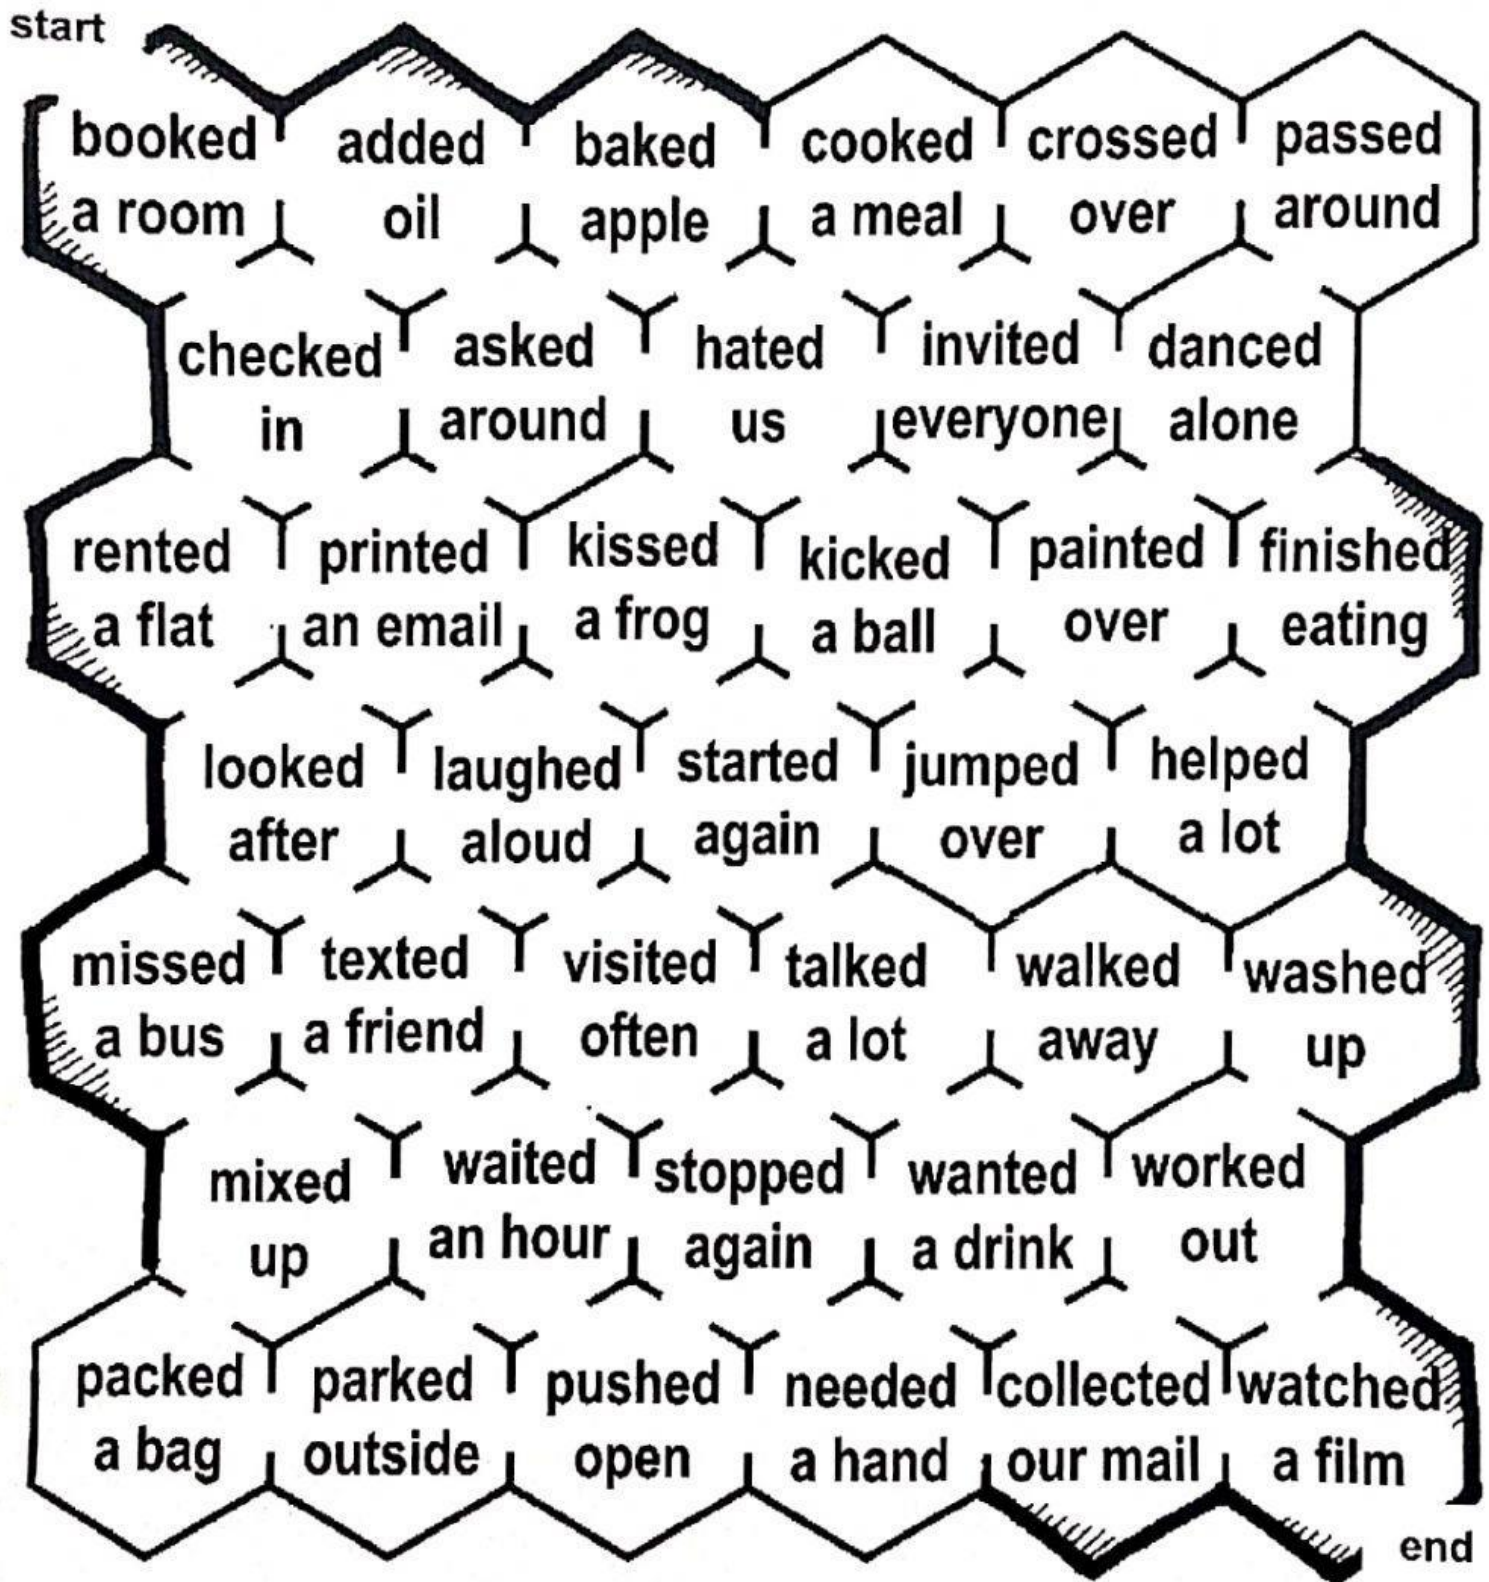 start
booked added baked cooked crossed passed
a room oil apple a meal over around
checked asked hated invited danced
in around us everyone alone
rented printed kissed kicked painted finished
a flat an email a frog a ball over eating
looked laughed started jumped helped
after aloud again over a lot
missed texted visited talked walked washed
a bus a friend often a lot away up
mixed waited stopped wanted worked
up an hour again a drink out
packed parked pushed needed collected watched
a bag outside open a hand our mail a film
end